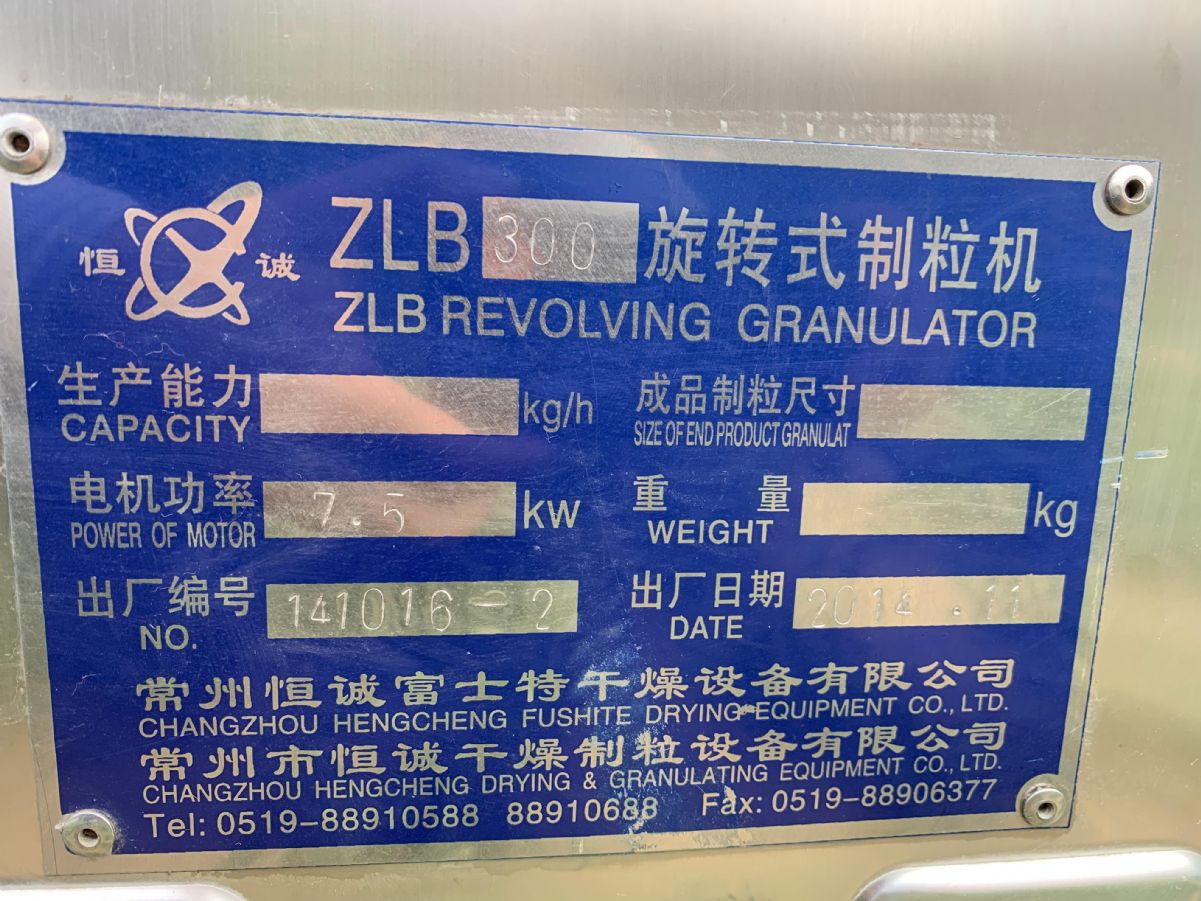 恒 诚
ZLB 300 旋转式制粒机
ZLB REVOLVING GRANULATOR
生产能力 kg/h 成品制粒尺寸
CAPACITY SIZE OF END PRODUCT GRANULAT
电机功率 7.5 kw 重量 kg
POWER OF MOTOR WEIGHT
出厂编号 141016-2 出厂日期 2014.11
NO. DATE
常州恒诚富士特干燥设备有限公司
CHANGZHOU HENGCHENG FUSHITE DRYING EQUIPMENT CO., LTD.
常州市恒诚干燥制粒设备有限公司
CHANGZHOU HENGCHENG DRYING & GRANULATING EQUIPMENT CO., LTD.
Tel: 0519-88910588 88910688 Fax: 0519-88906377